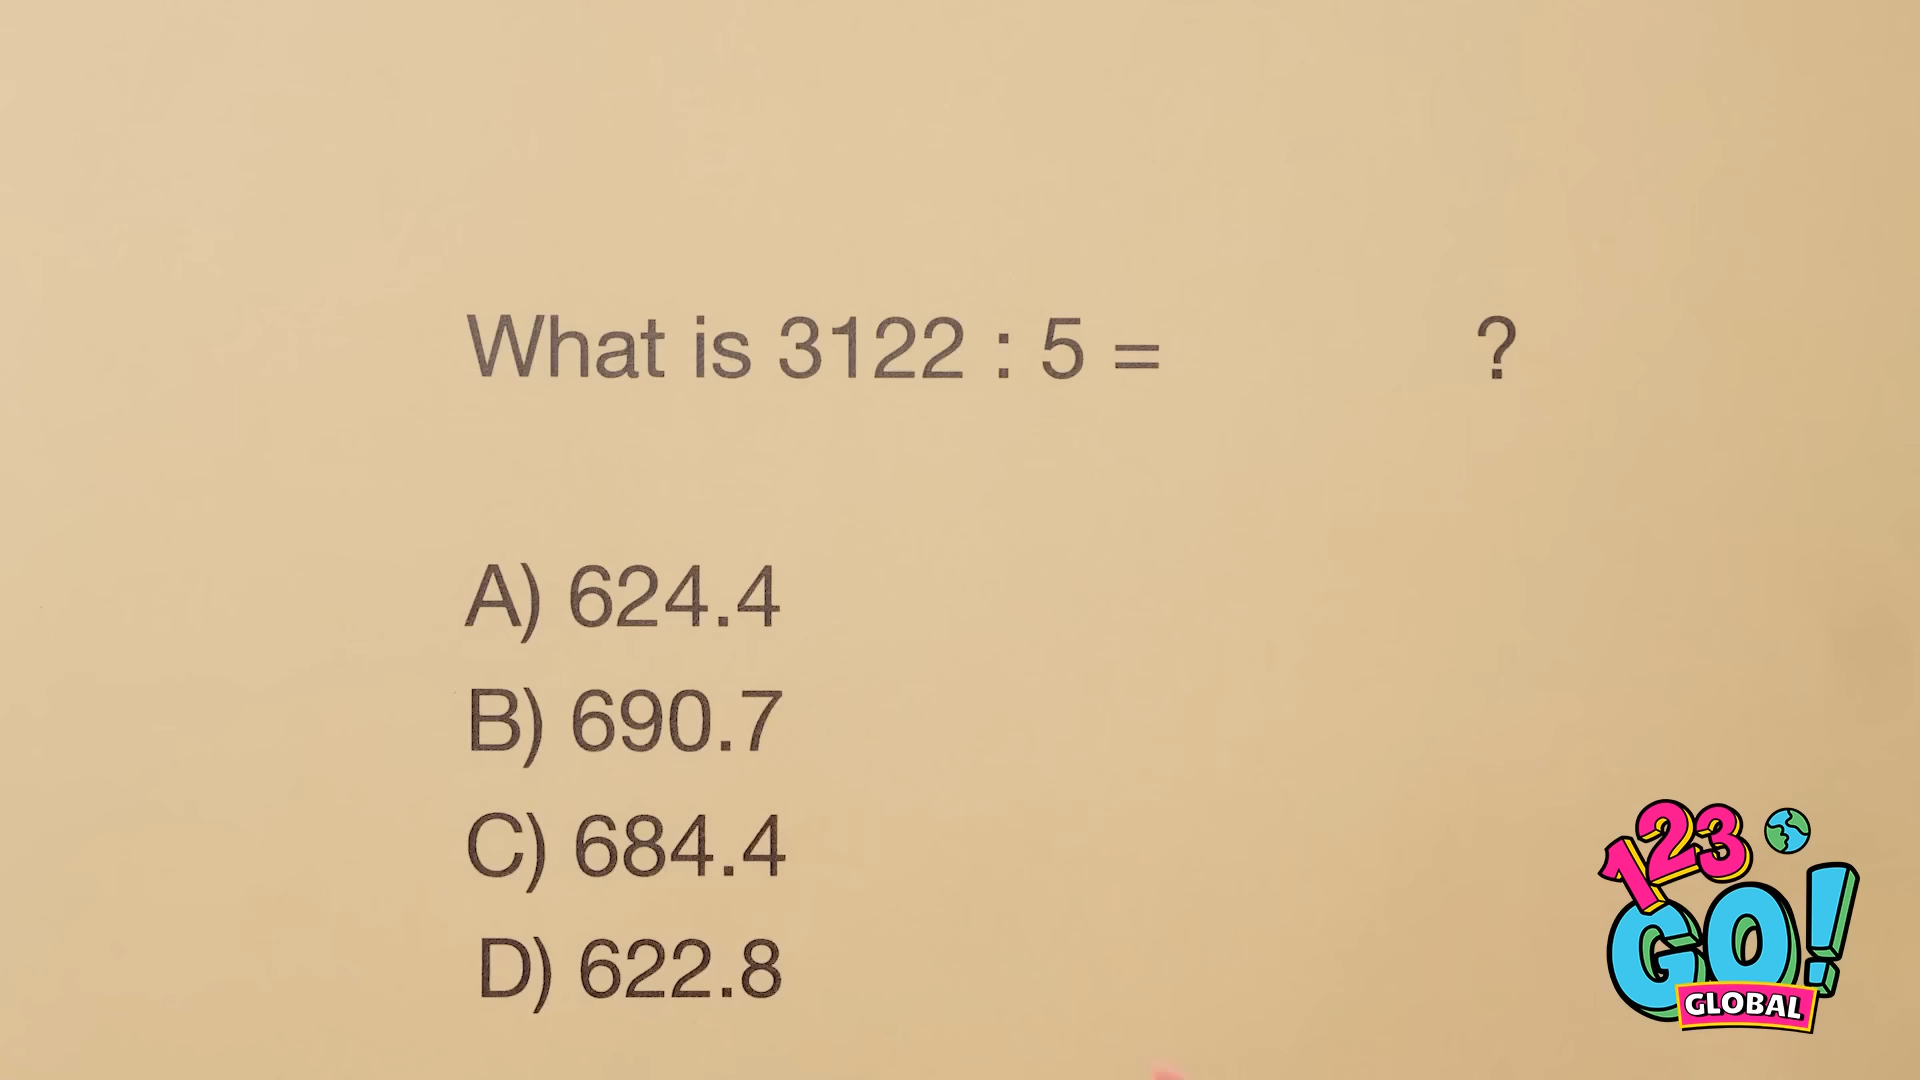 What is 3122 : 5 = ?
A) 624.4
B) 690.7
C) 684.4
D) 622.8
123
GO!
GLOBAL